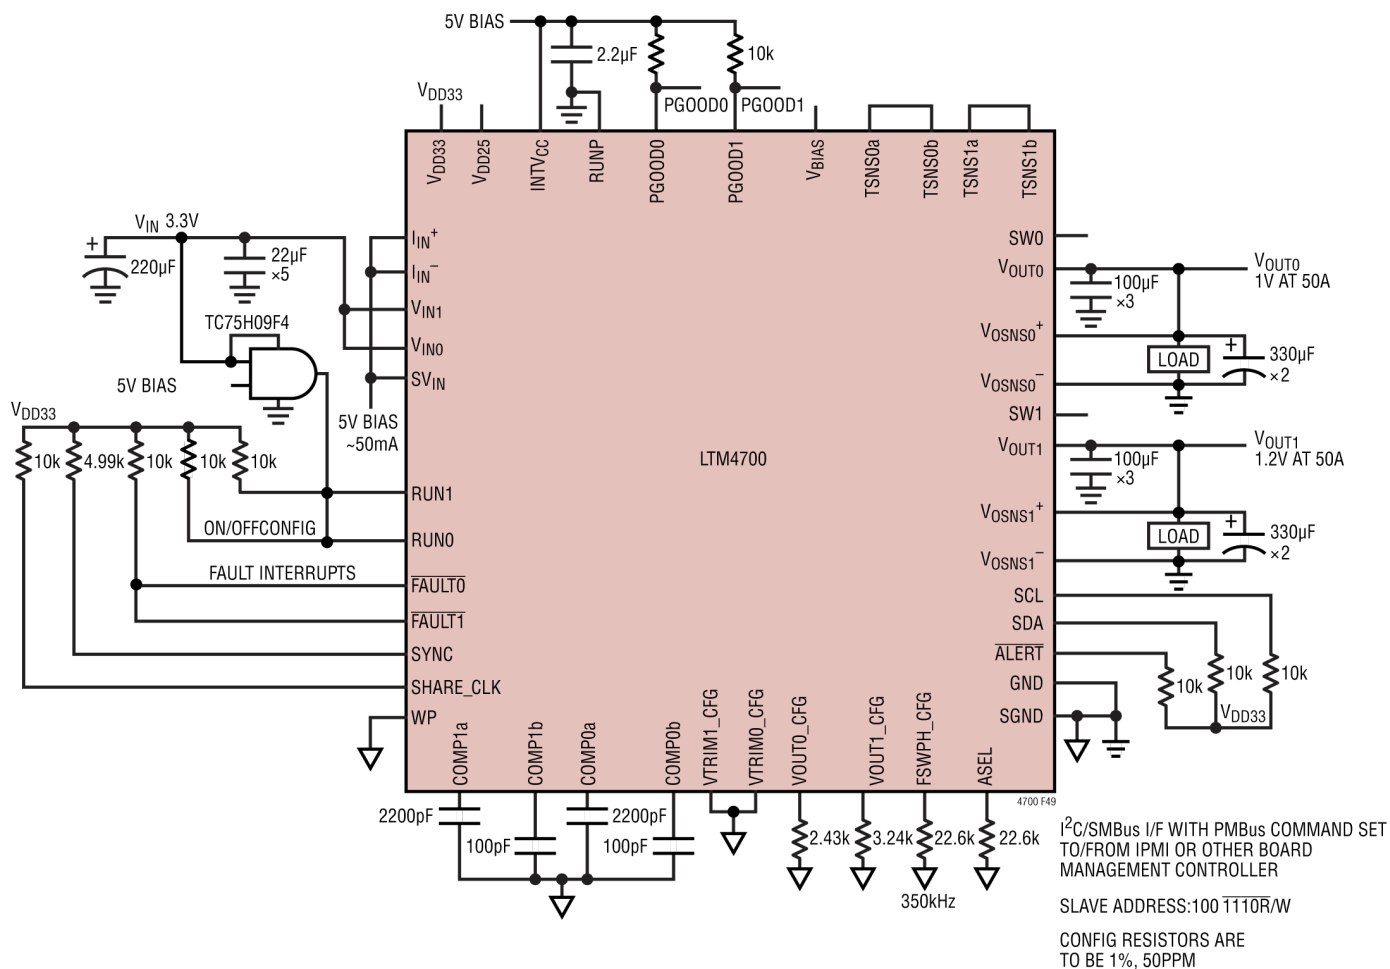 5V BIAS
2.2µF
10k
PGOOD0
PGOOD1
VDD33
VDD33
VDD25
INTVCC
RUNP
PGOOD0
PGOOD1
VBIAS
TSNS0a
TSNS0b
TSNS1a
TSNS1b
VIN 3.3V
220µF
22µF
×5
TC75H09F4
5V BIAS
IIN+
IIN–
VIN1
VIN0
SVIN
5V BIAS
~50mA
VDD33
10k
4.99k
10k
10k
10k
RUN1
ON/OFFCONFIG
RUN0
FAULT INTERRUPTS
FAULT0
FAULT1
SYNC
SHARE_CLK
WP
LTM4700
SW0
VOUT0
100µF
×3
VOUT0
1V AT 50A
VOSNS0+
LOAD
330µF
×2
VOSNS0–
SW1
VOUT1
100µF
×3
VOUT1
1.2V AT 50A
VOSNS1+
LOAD
330µF
×2
VOSNS1–
SCL
SDA
ALERT
GND
SGND
10k
10k
10k
VDD33
COMP1a
COMP1b
COMP0a
COMP0b
VTRIM1_CFG
VTRIM0_CFG
VOUT0_CFG
VOUT1_CFG
FSWPH_CFG
ASEL
4700 F49
2200pF
100pF
2200pF
100pF
2.43k
3.24k
22.6k
22.6k
350kHz
I2C/SMBus I/F WITH PMBus COMMAND SET
TO/FROM IPMI OR OTHER BOARD
MANAGEMENT CONTROLLER
SLAVE ADDRESS:100 1110R/W
CONFIG RESISTORS ARE
TO BE 1%, 50PPM